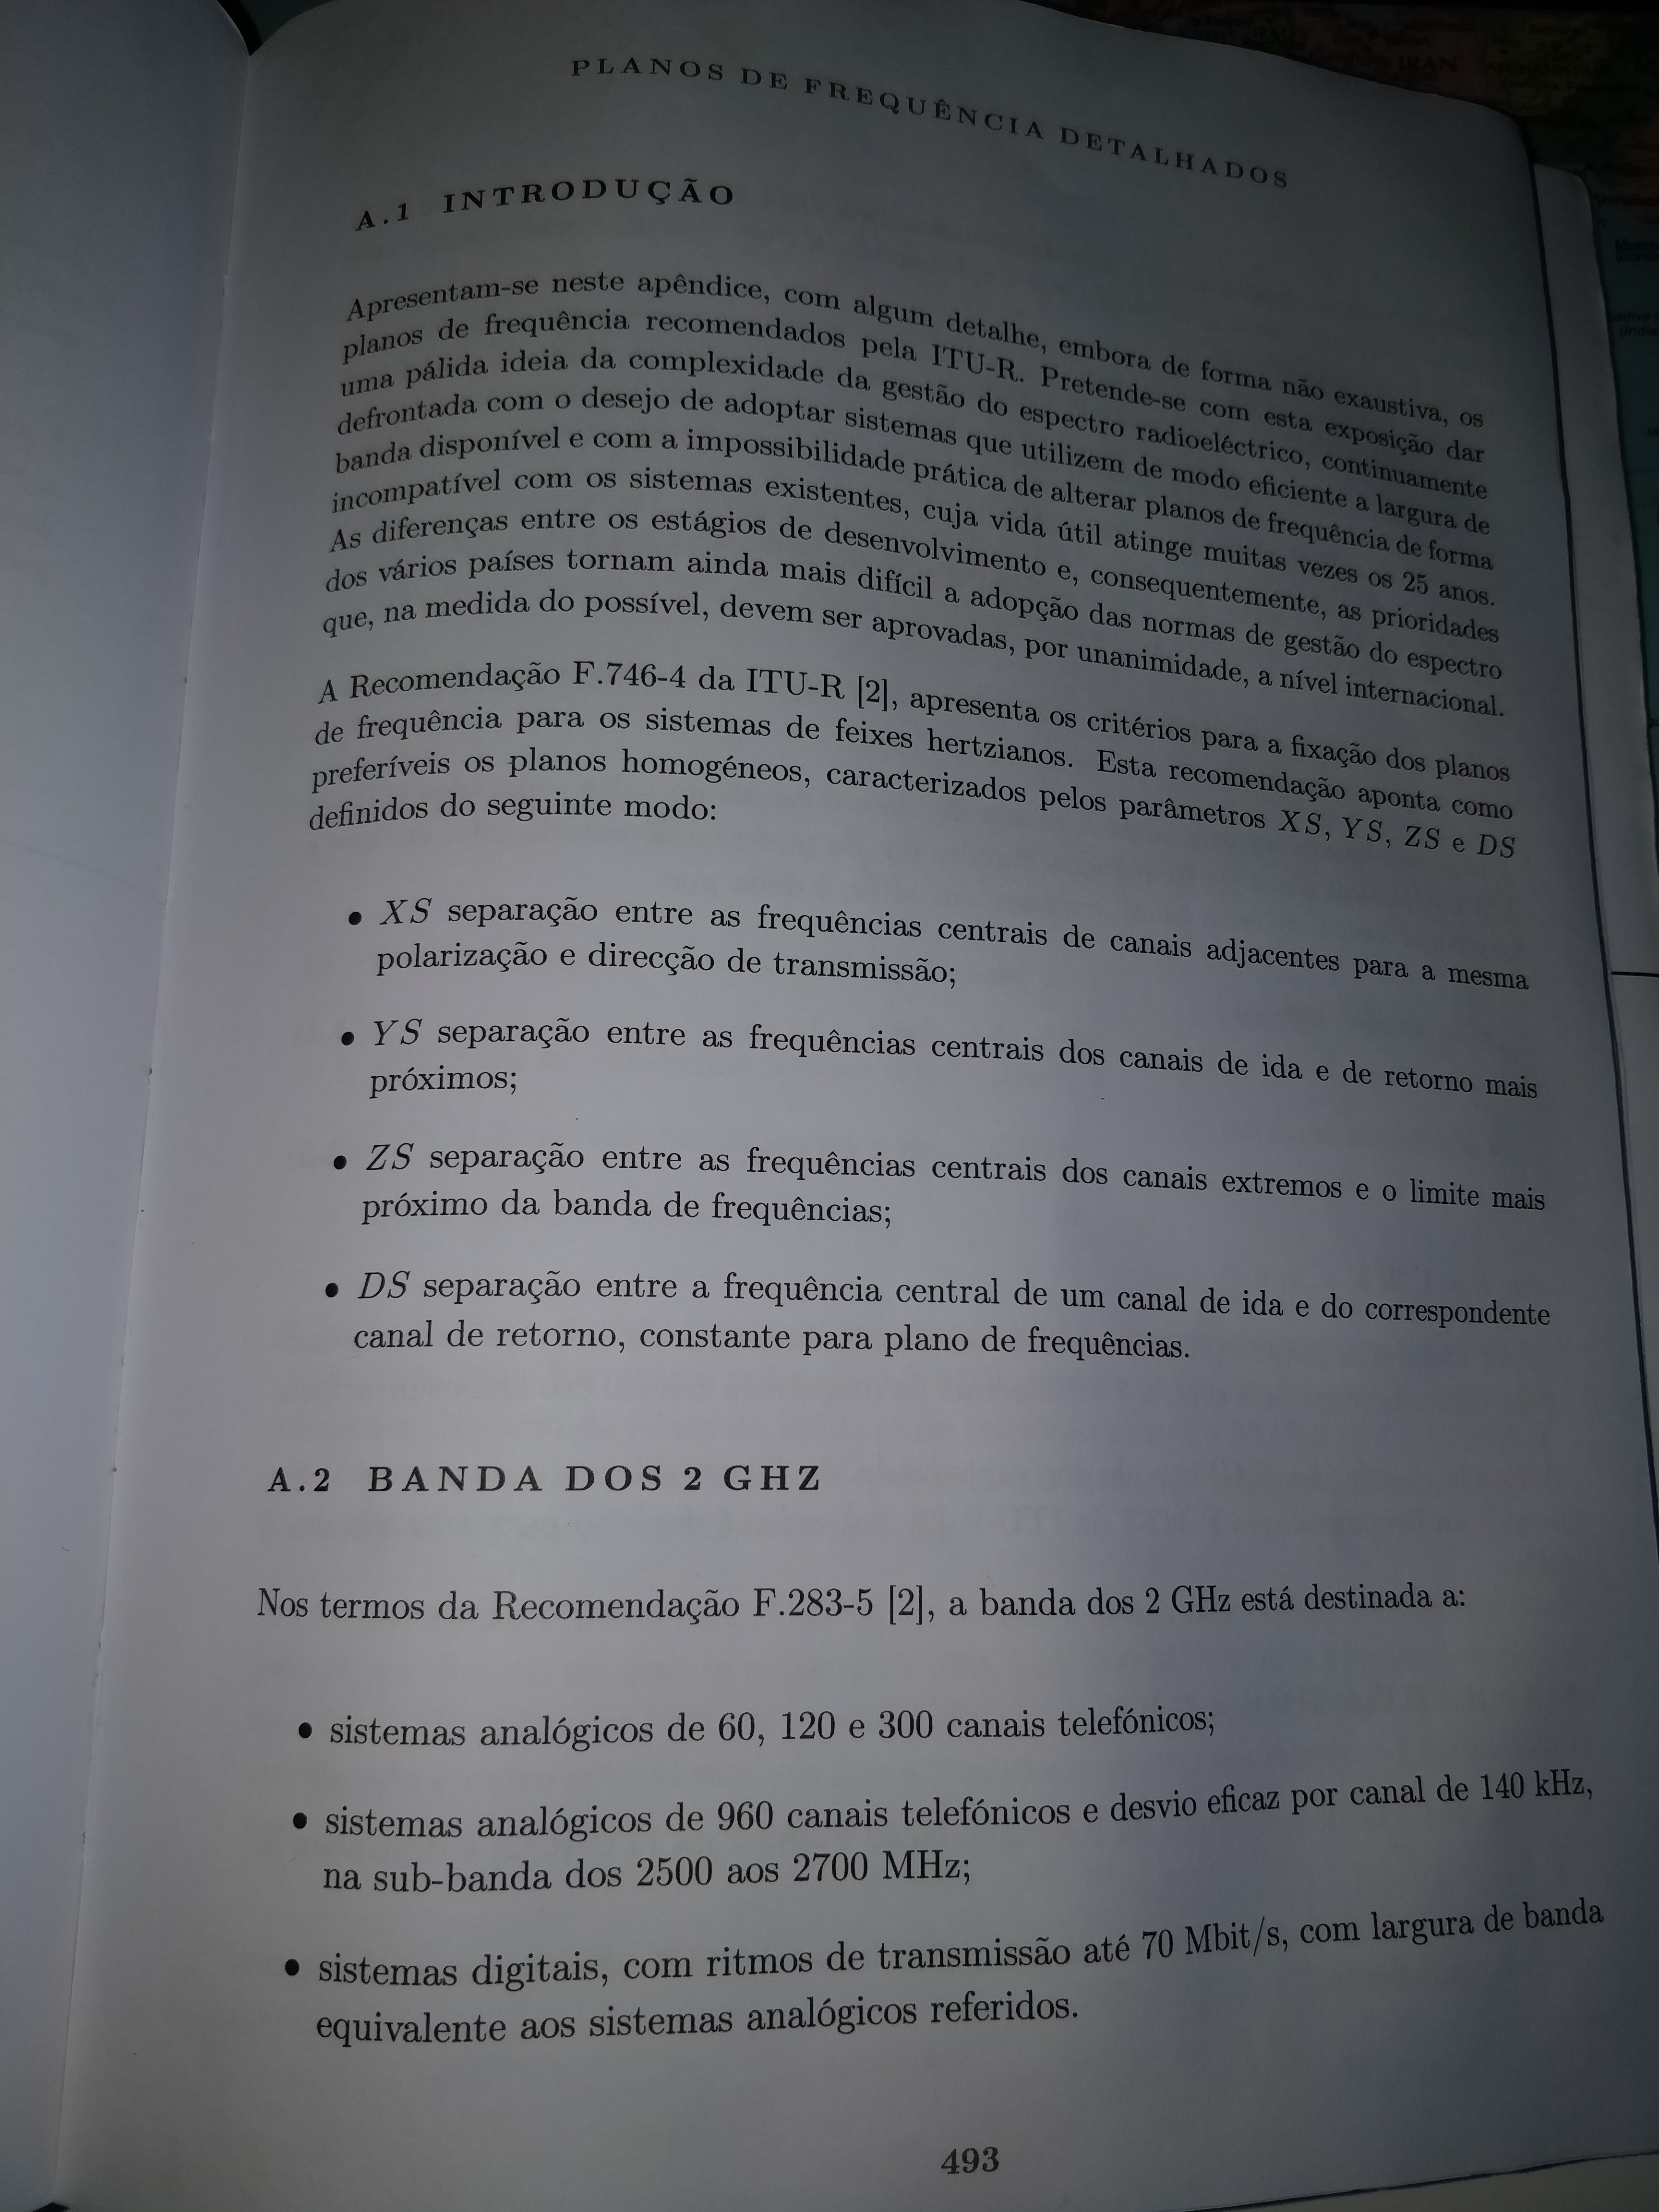 PLANOS DE FREQUÊNCIA DETALHADOS
A.1 INTRODUÇÃO
Apresentam-se neste apêndice, com algum detalhe, embora de forma não exaustiva, os
planos de frequência recomendados pela ITU-R. Pretende-se com esta exposição dar
uma pálida ideia da complexidade da gestão do espectro radioeléctrico, continuamente
defrontada com o desejo de adoptar sistemas que utilizem de modo eficiente a largura de
banda disponível e com a impossibilidade prática de alterar planos de frequência de forma
incompatível com os sistemas existentes, cuja vida útil atinge muitas vezes os 25 anos.
As diferenças entre os estágios de desenvolvimento e, consequentemente, as prioridades
dos vários países tornam ainda mais difícil a adopção das normas de gestão do espectro
que, na medida do possível, devem ser aprovadas, por unanimidade, a nível internacional.
A Recomendação F.746-4 da ITU-R [2], apresenta os critérios para a fixação dos planos
de frequência para os sistemas de feixes hertzianos. Esta recomendação aponta como
preferíveis os planos homogéneos, caracterizados pelos parâmetros XS, YS, ZS e DS
definidos do seguinte modo:
• XS separação entre as frequências centrais de canais adjacentes para a mesma
polarização e direcção de transmissão;
• YS separação entre as frequências centrais dos canais de ida e de retorno mais
próximos;
• ZS separação entre as frequências centrais dos canais extremos e o limite mais
próximo da banda de frequências;
• DS separação entre a frequência central de um canal de ida e do correspondente
canal de retorno, constante para plano de frequências.
A.2 BANDA DOS 2 GHZ
Nos termos da Recomendação F.283-5 [2], a banda dos 2 GHz está destinada a:
• sistemas analógicos de 60, 120 e 300 canais telefónicos;
• sistemas analógicos de 960 canais telefónicos e desvio eficaz por canal de 140 kHz,
na sub-banda dos 2500 aos 2700 MHz;
• sistemas digitais, com ritmos de transmissão até 70 Mbit/s, com largura de banda
equivalente aos sistemas analógicos referidos.
493
IRAN